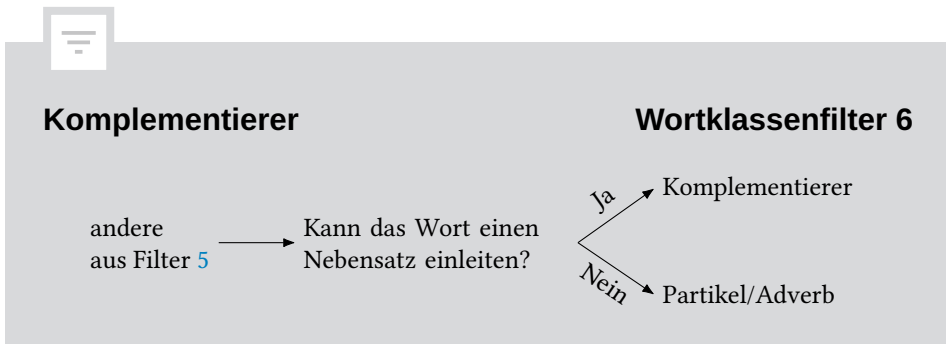 Komplementierer
Wortklassenfilter 6
andere
aus Filter 5
Kann das Wort einen
Nebensatz einleiten?
Ja
Komplementierer
Nein
Partikel/Adverb